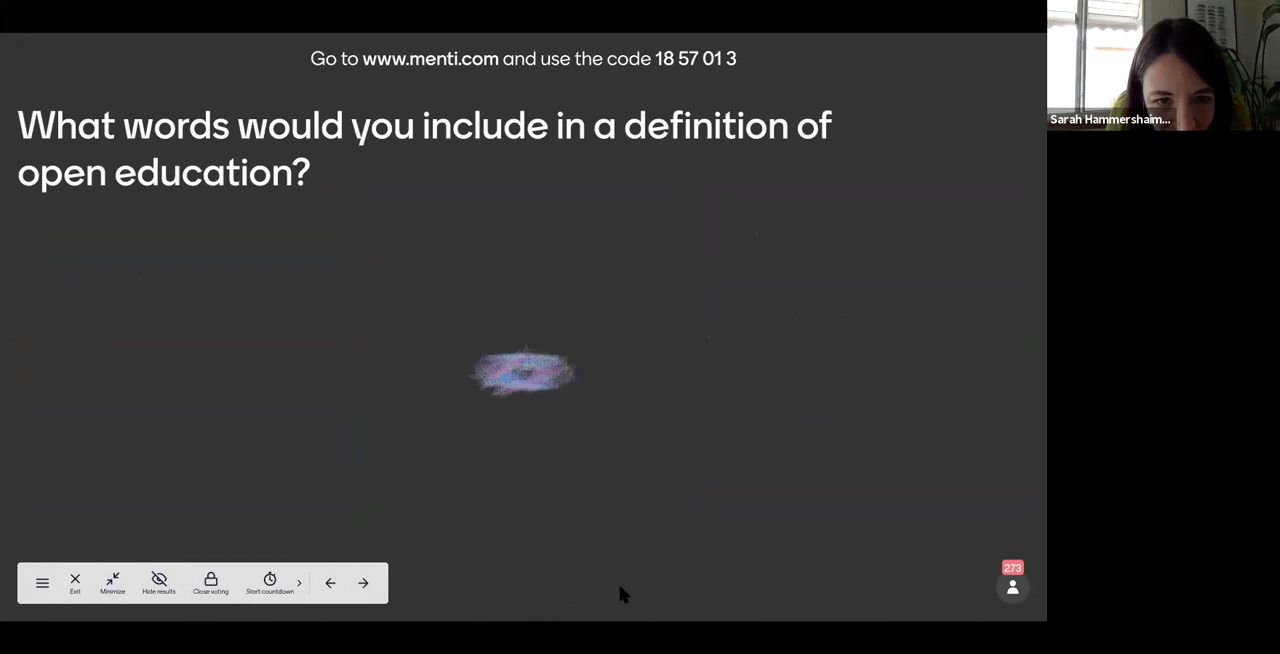 Go to www.menti.com and use the code 18 57 01 3
What words would you include in a definition of
open education?
Sarah Hammershaim...
Exit
Minimize
Hide results
Close voting
Start countdown
273